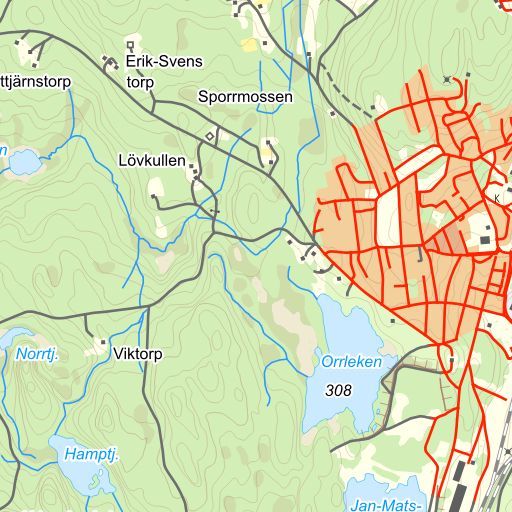 Erik-Svens
torp
ttjärnstorp
Sporrmossen
n
Lövkullen
K
Norrtj.
Viktorp
Orrleken
308
Hamptj.
Jan-Mats-